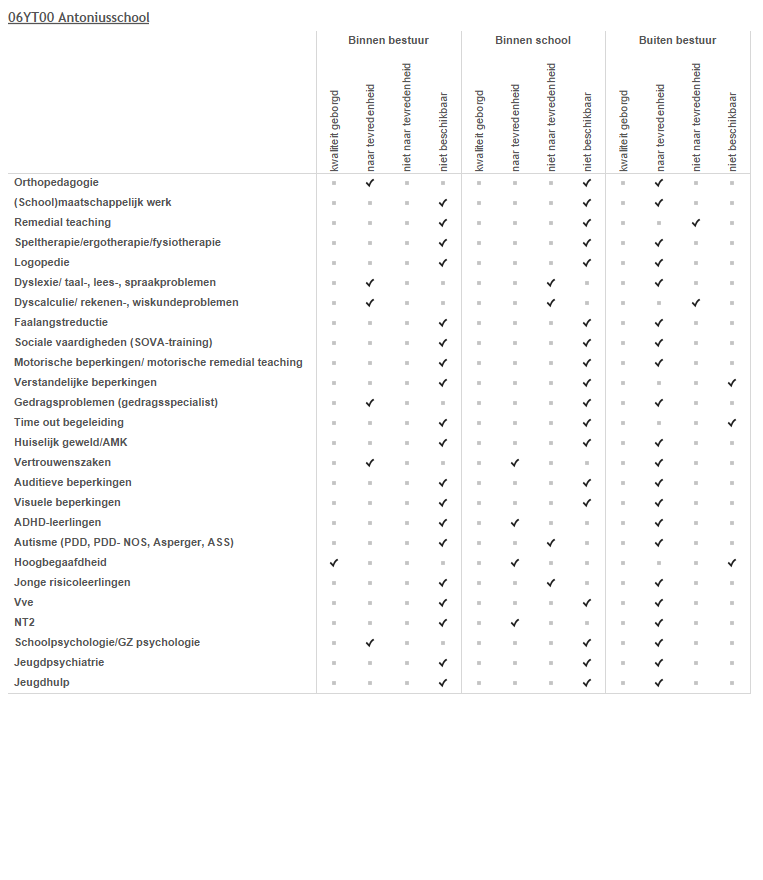 06YT00 Antoniusschool
Binnen bestuur Binnen school Buiten bestuur
kwaliteit geborgd naar tevredenheid niet naar tevredenheid niet beschikbaar kwaliteit geborgd naar tevredenheid niet naar tevredenheid niet beschikbaar kwaliteit geborgd naar tevredenheid niet naar tevredenheid niet beschikbaar
Orthopedagogie
(School)maatschappelijk werk
Remedial teaching
Speltherapie/ergotherapie/fysiotherapie
Logopedie
Dyslexie/ taal-, lees-, spraakproblemen
Dyscalculie/ rekenen-, wiskundeproblemen
Faalangstreductie
Sociale vaardigheden (SOVA-training)
Motorische beperkingen/ motorische remedial teaching
Verstandelijke beperkingen
Gedragsproblemen (gedragsspecialist)
Time out begeleiding
Huiselijk geweld/AMK
Vertrouwenszaken
Auditieve beperkingen
Visuele beperkingen
ADHD-leerlingen
Autisme (PDD, PDD- NOS, Asperger, ASS)
Hoogbegaafdheid
Jonge risicoleerlingen
Vve
NT2
Schoolpsychologie/GZ psychologie
Jeugdpsychiatrie
Jeugdhulp